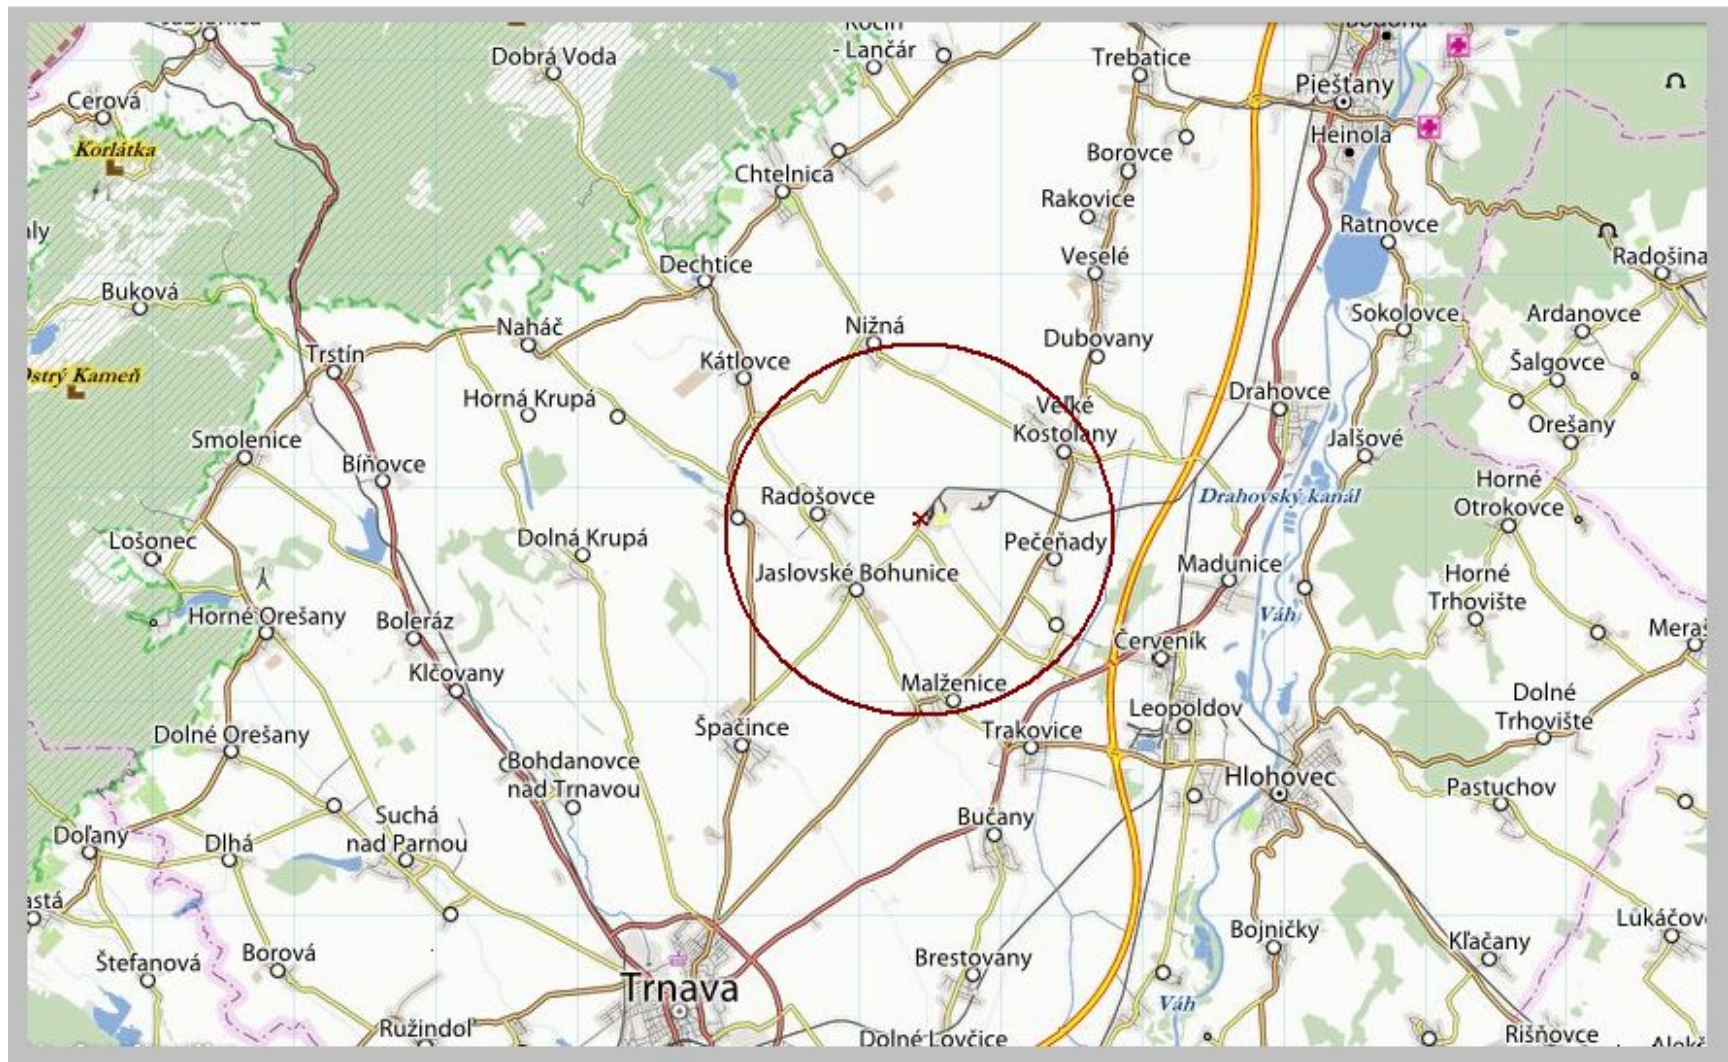 Dobrá Voda
- Lančár
Trebatice
Piešťany
Heinola
Cerová
Korlátka
Chtelnica
Borovce
Rakovice
Ratnovce
Veselé
Radošina
Dechtice
Buková
Naháč
Nižná
Dubovany
Sokolovce
Ardanovce
Trstín
Kátlovce
Šalgovce
Ostrý Kameň
Horná Krupá
Drahovce
Veľké
Kostoľany
Smolenice
Bíňovce
Jalšové
Orešany
Radošovce
Drahovský kanál
Horné
Otrokovce
Lošonec
Dolná Krupá
Pečeňady
Jaslovské Bohunice
Madunice
Horné
Trhovište
Horné Orešany
Boleráz
Váh
Červeník
Klčovany
Malženice
Leopoldov
Dolné
Trhovište
Dolné Orešany
Špačince
Trakovice
Bohdanovce
nad Trnavou
Hlohovec
Pastuchov
Suchá
nad Parnou
Bučany
Doľany
Dlhá
Bojničky
Kľačany
Borová
Štefanová
Brestovany
Trnava
Váh
Ružindol
Dolné Lovčice
Rišňovce